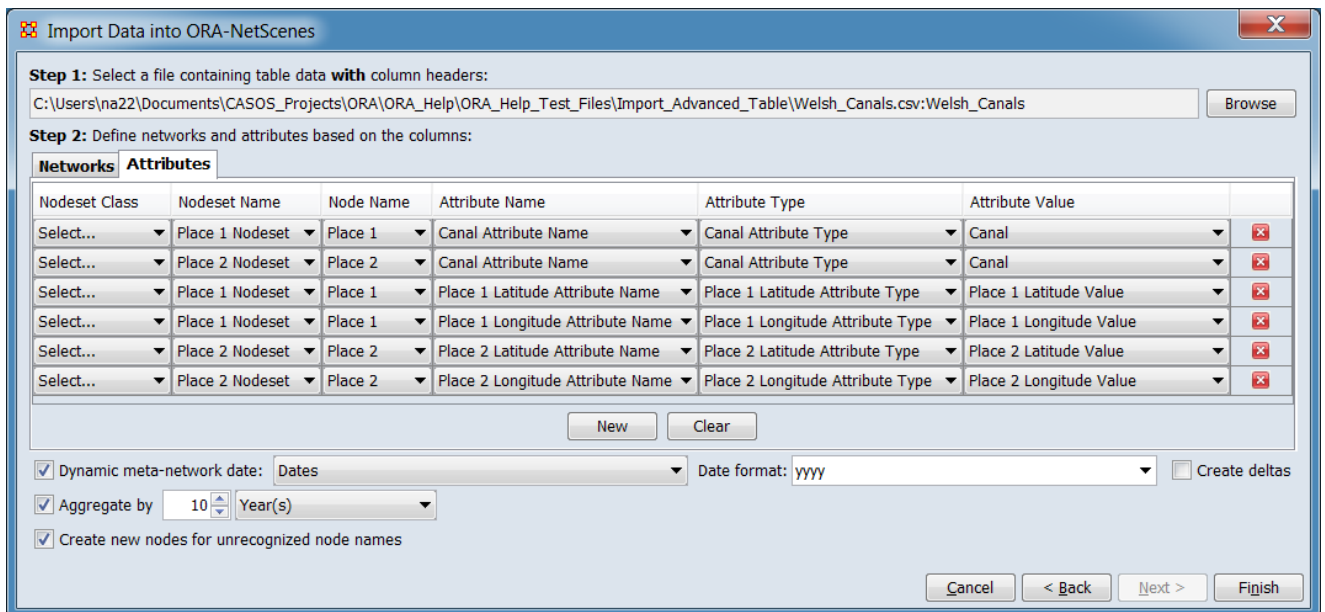 Import Data into ORA-NetScenes
X
Step 1: Select a file containing table data with column headers:
C:\Users\na22\Documents\CASOS_Projects\ORA\ORA_Help\ORA_Help_Test_Files\Import_Advanced_Table\Welsh_Canals.csv:Welsh_Canals Browse
Step 2: Define networks and attributes based on the columns:
Networks Attributes
Nodeset Class Nodeset Name Node Name Attribute Name Attribute Type Attribute Value
Select... Place 1 Nodeset Place 1 Canal Attribute Name Canal Attribute Type Canal
Select... Place 2 Nodeset Place 2 Canal Attribute Name Canal Attribute Type Canal
Select... Place 1 Nodeset Place 1 Place 1 Latitude Attribute Name Place 1 Latitude Attribute Type Place 1 Latitude Value
Select... Place 1 Nodeset Place 1 Place 1 Longitude Attribute Name Place 1 Longitude Attribute Type Place 1 Longitude Value
Select... Place 2 Nodeset Place 2 Place 2 Latitude Attribute Name Place 2 Latitude Attribute Type Place 2 Latitude Value
Select... Place 2 Nodeset Place 2 Place 2 Longitude Attribute Name Place 2 Longitude Attribute Type Place 2 Longitude Value
New Clear
Dynamic meta-network date: Dates Date format: yyyy Create deltas
Aggregate by 10 Year(s)
Create new nodes for unrecognized node names
Cancel < Back Next > Finish